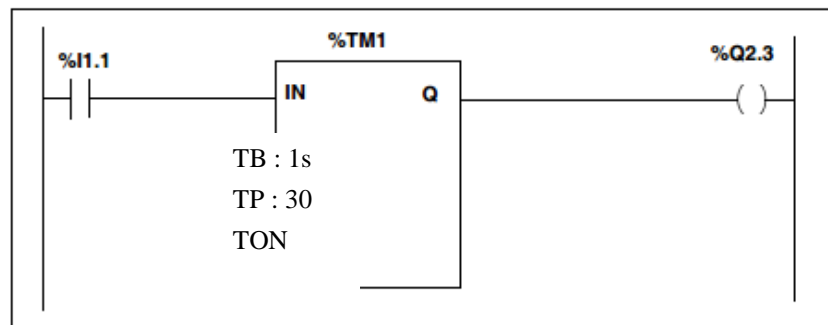 %TM1
%I1.1
%Q2.3
IN
Q
TB : 1s
TP : 30
TON